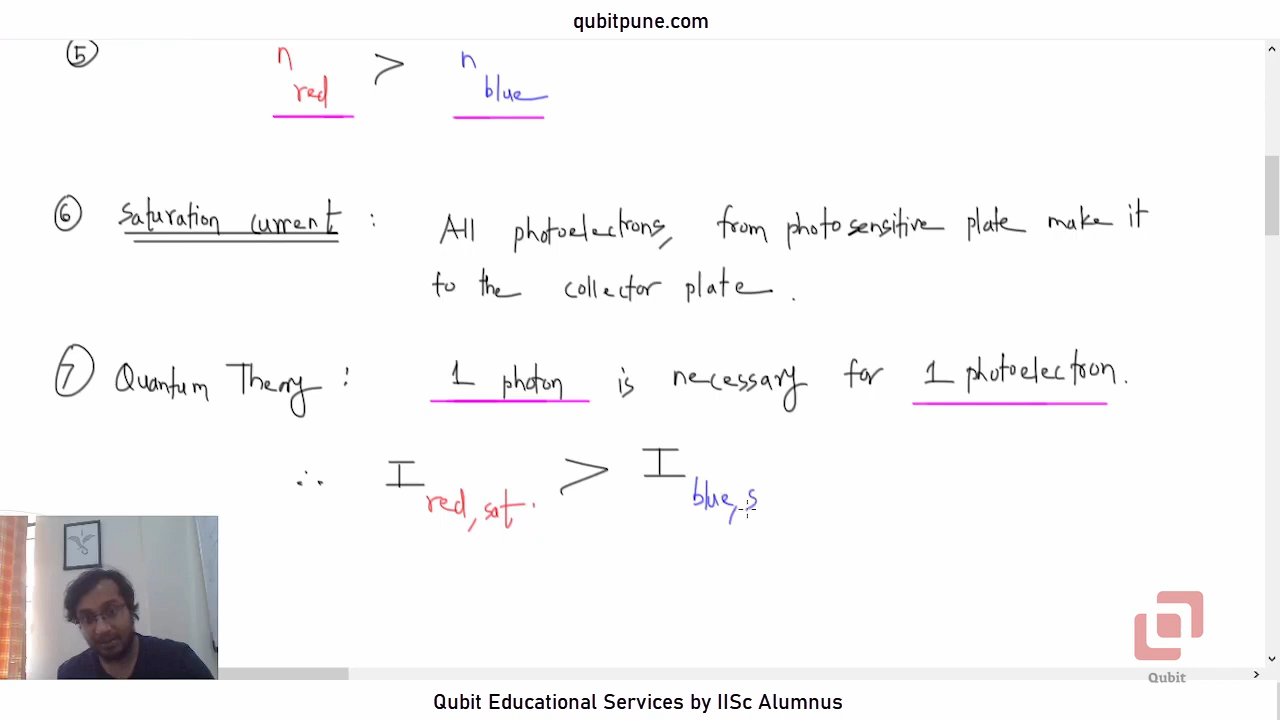 qubitpune.com
⑤ n red > n blue
⑥ Saturation current : All photoelectrons, from photosensitive plate make it
to the collector plate.
⑦ Quantum Theory : 1 photon is necessary for 1 photoelectron.
∴ I red, sat. > I blue, s
Qubit
Qubit Educational Services by IISc Alumnus